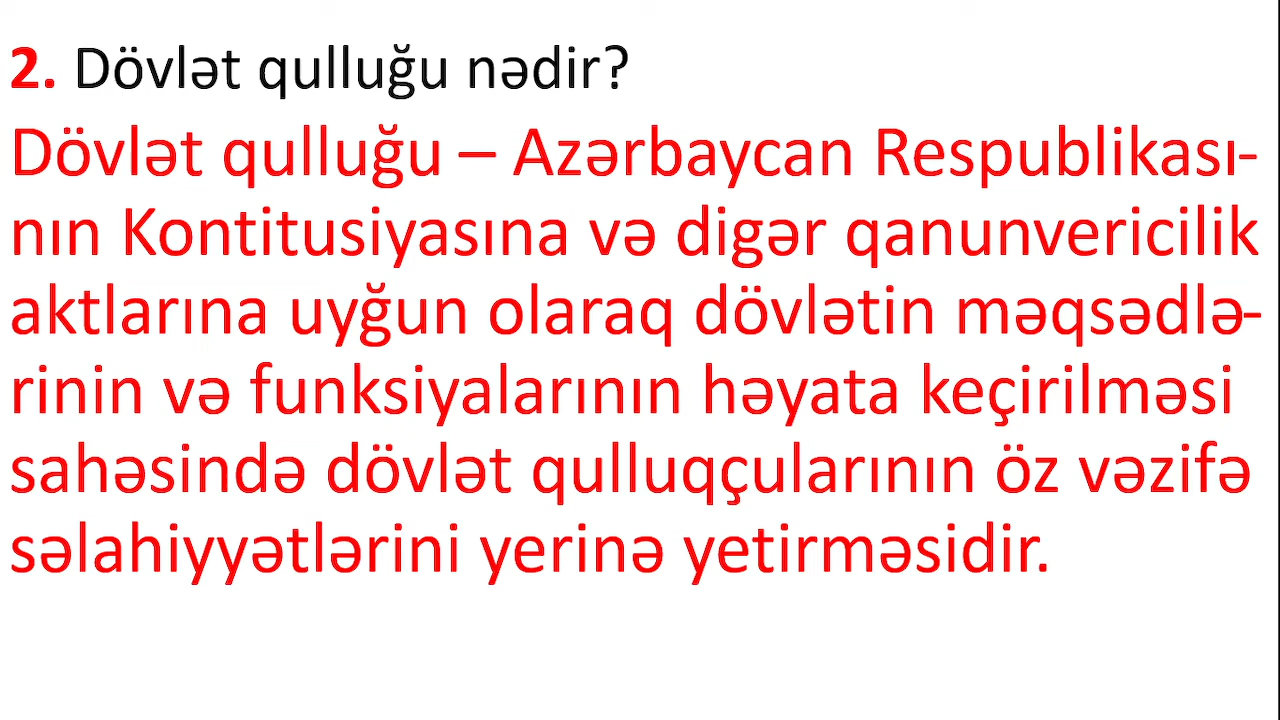 2. Dövlət qulluğu nədir?
Dövlət qulluğu – Azərbaycan Respublikası-
nın Kontitusiyasına və digər qanunvericilik
aktlarına uyğun olaraq dövlətin məqsədlə-
rinin və funksiyalarının həyata keçirilməsi
sahəsində dövlət qulluqçularının öz vəzifə
səlahiyyətlərini yerinə yetirməsidir.